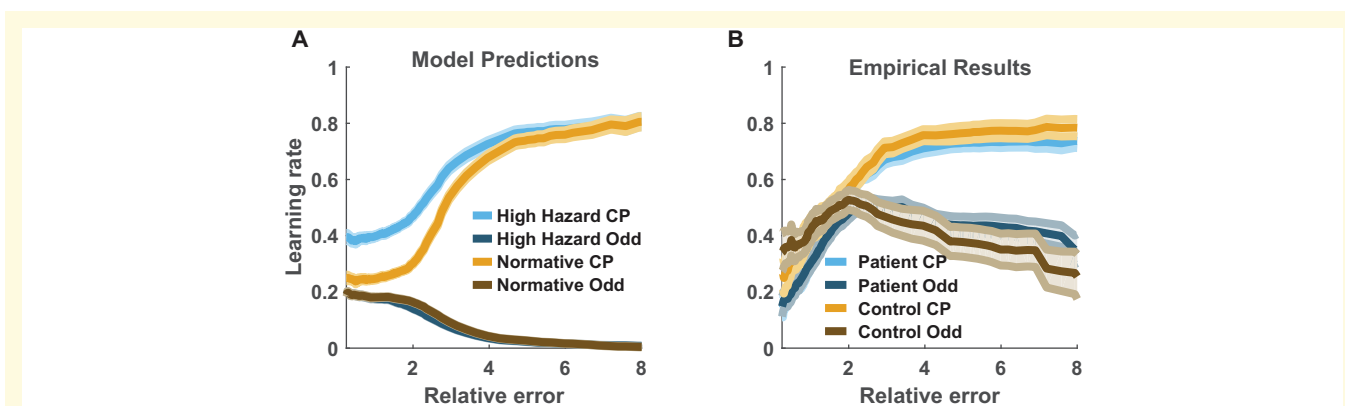 A
Model Predictions
1
0.8
0.6
0.4
0.2
0
Learning rate
High Hazard CP
High Hazard Odd
Normative CP
Normative Odd
2 4 6 8
Relative error
B
Empirical Results
1
0.8
0.6
0.4
0.2
0
Patient CP
Patient Odd
Control CP
Control Odd
2 4 6 8
Relative error